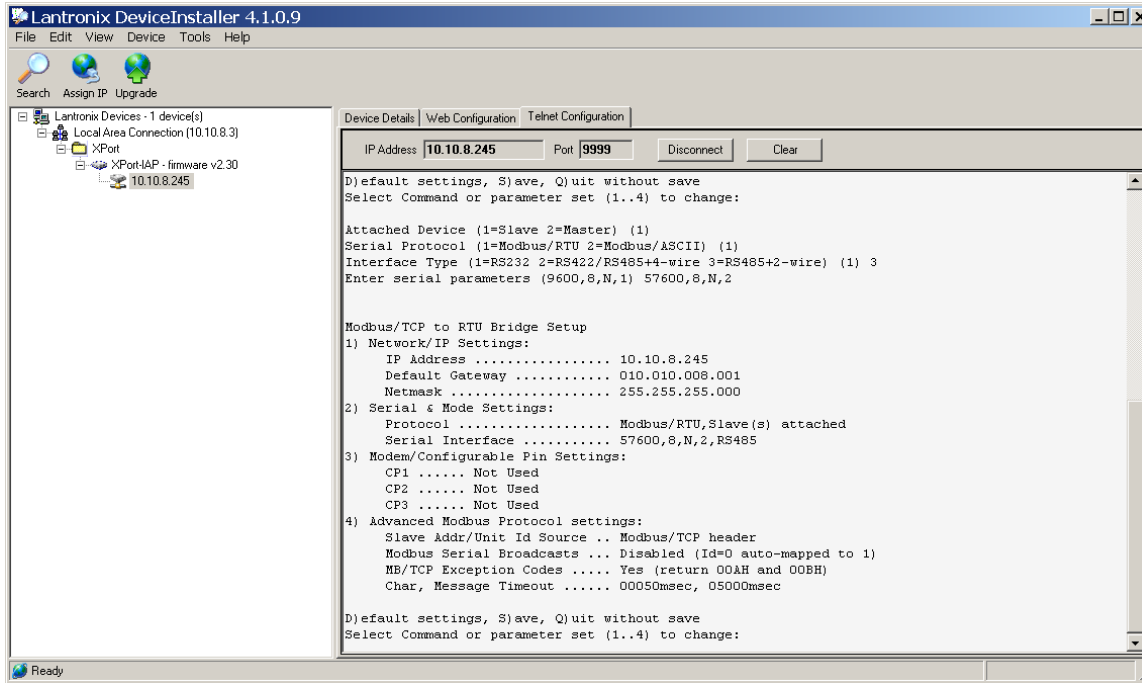 Lantronix DeviceInstaller 4.1.0.9
File Edit View Device Tools Help
Search Assign IP Upgrade
Lantronix Devices - 1 device(s)
Local Area Connection (10.10.8.3)
XPort
XPort-IAP - firmware v2.30
10.10.8.245
Device Details Web Configuration Telnet Configuration
IP Address 10.10.8.245 Port 9999 Disconnect Clear
D)efault settings, S)ave, Q)uit without save
Select Command or parameter set (1..4) to change:
Attached Device (1=Slave 2=Master) (1)
Serial Protocol (1=Modbus/RTU 2=Modbus/ASCII) (1)
Interface Type (1=RS232 2=RS422/RS485+4-wire 3=RS485+2-wire) (1) 3
Enter serial parameters (9600,8,N,1) 57600,8,N,2
Modbus/TCP to RTU Bridge Setup
1) Network/IP Settings:
IP Address ................. 10.10.8.245
Default Gateway ............ 010.010.008.001
Netmask .................... 255.255.255.000
2) Serial & Mode Settings:
Protocol ................... Modbus/RTU,Slave(s) attached
Serial Interface ........... 57600,8,N,2,RS485
3) Modem/Configurable Pin Settings:
CP1 ...... Not Used
CP2 ...... Not Used
CP3 ...... Not Used
4) Advanced Modbus Protocol settings:
Slave Addr/Unit Id Source .. Modbus/TCP header
Modbus Serial Broadcasts ... Disabled (Id=0 auto-mapped to 1)
MB/TCP Exception Codes ..... Yes (return 00AH and 00BH)
Char, Message Timeout ...... 00050msec, 05000msec
D)efault settings, S)ave, Q)uit without save
Select Command or parameter set (1..4) to change:
Ready